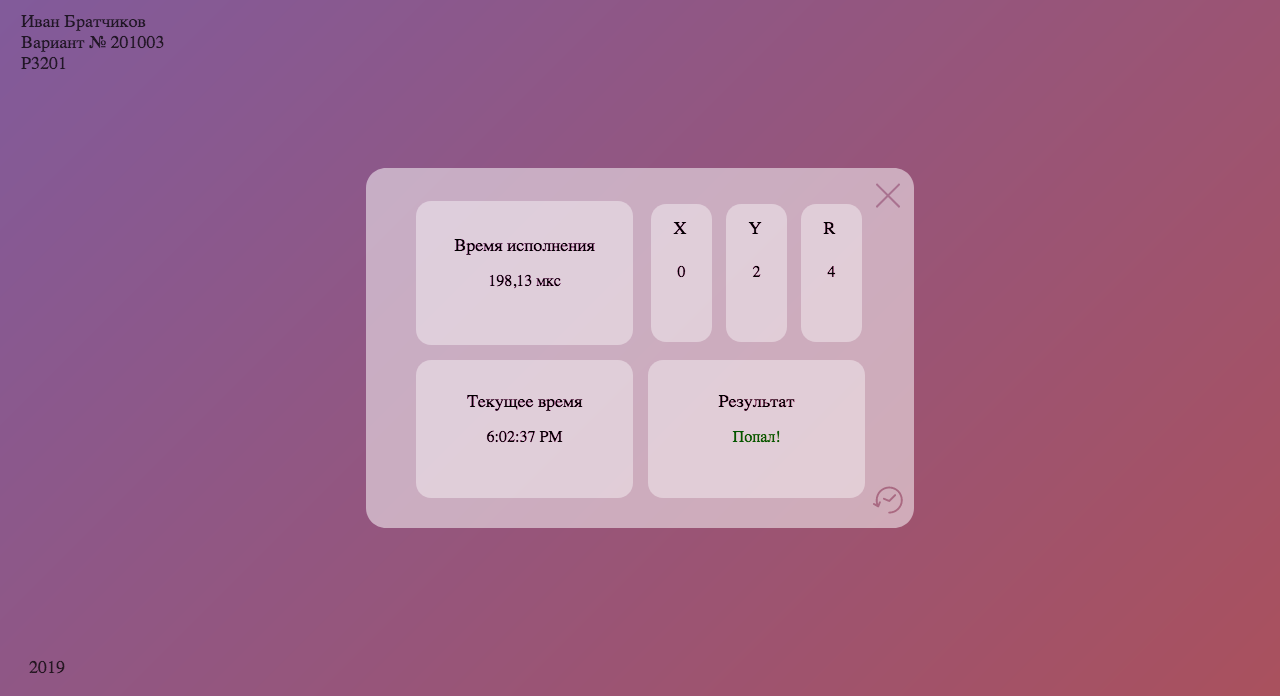 Иван Братчиков
Вариант № 201003
P3201
Время исполнения
198,13 мкс
X
Y
R
0
2
4
Текущее время
6:02:37 PM
Результат
Попал!
2019